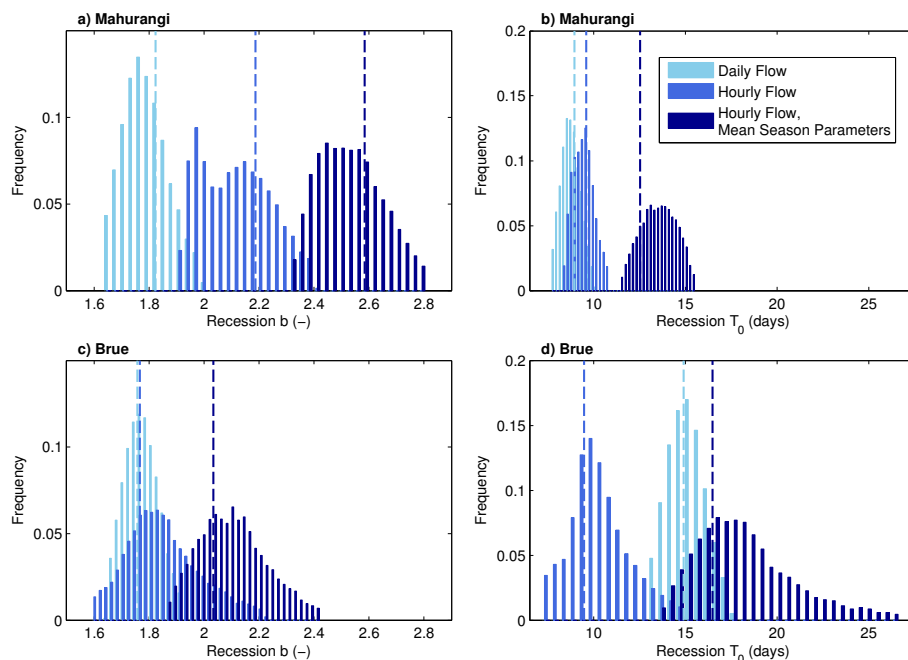 a) Mahurangi
0.1
0.05
0
Frequency
1.6 1.8 2 2.2 2.4 2.6 2.8
Recession b (−)
b) Mahurangi
0.2
0.15
0.1
0.05
0
Frequency
10 15 20 25
Recession T0 (days)
Daily Flow
Hourly Flow
Hourly Flow,
Mean Season Parameters
c) Brue
0.1
0.05
0
Frequency
1.6 1.8 2 2.2 2.4 2.6 2.8
Recession b (−)
d) Brue
0.2
0.15
0.1
0.05
0
Frequency
10 15 20 25
Recession T0 (days)